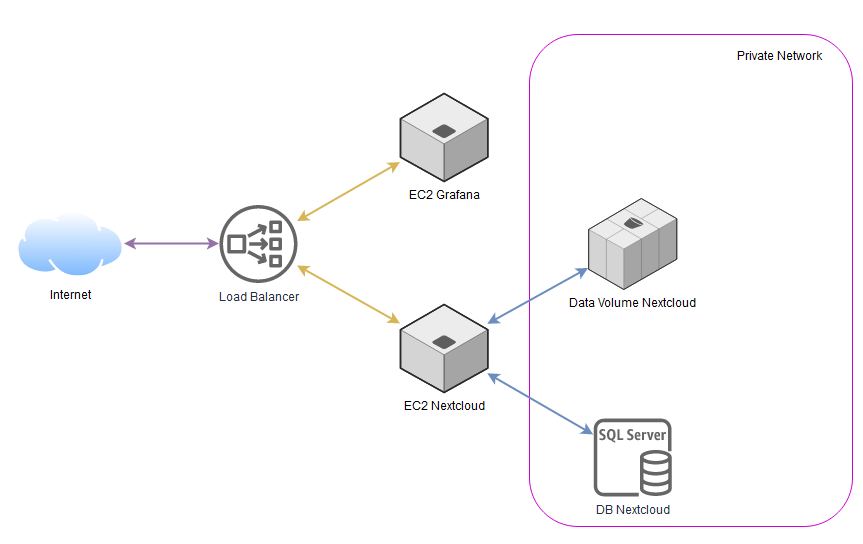 Private Network
EC2 Grafana
Internet
Load Balancer
Data Volume Nextcloud
EC2 Nextcloud
SQL Server
DB Nextcloud